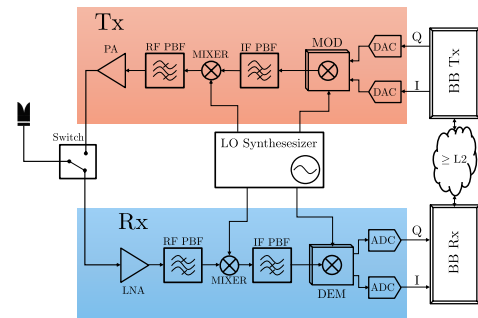 Tx
PA
RF PBF
MIXER
IF PBF
MOD
DAC
Q
DAC
I
BB Tx
Switch
LO Synthesesizer
≥ L2
Rx
LNA
RF PBF
MIXER
IF PBF
DEM
ADC
Q
ADC
I
BB Rx